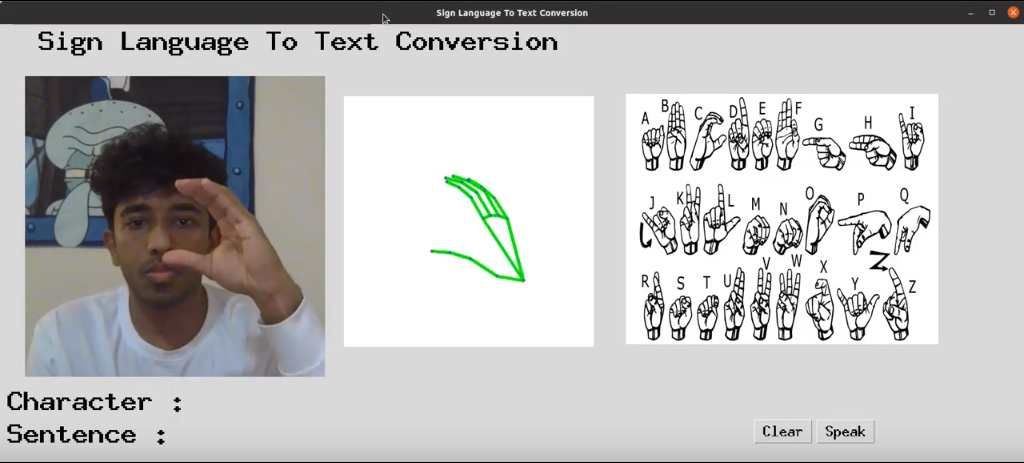 Sign Language To Text Conversion
Sign Language To Text Conversion
A B C D E F G H I
J K L M N O P Q
R S T U V W X Y Z
Character :
Sentence :
Clear Speak